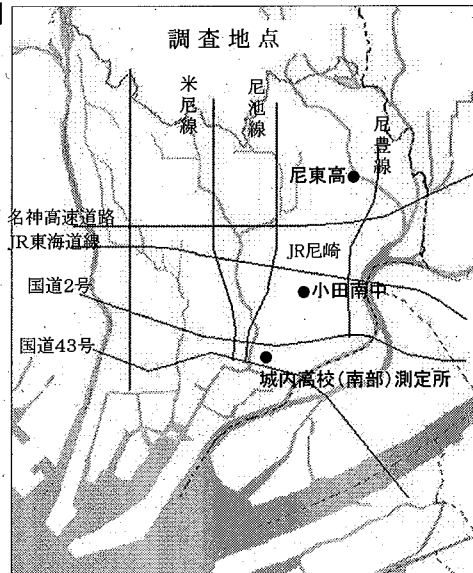 調査地点
米尼線
尼池線
尼豊線
尼東高
名神高速道路
JR東海道線
JR尼崎
国道2号
小田南中
国道43号
城内高校(南部)測定所